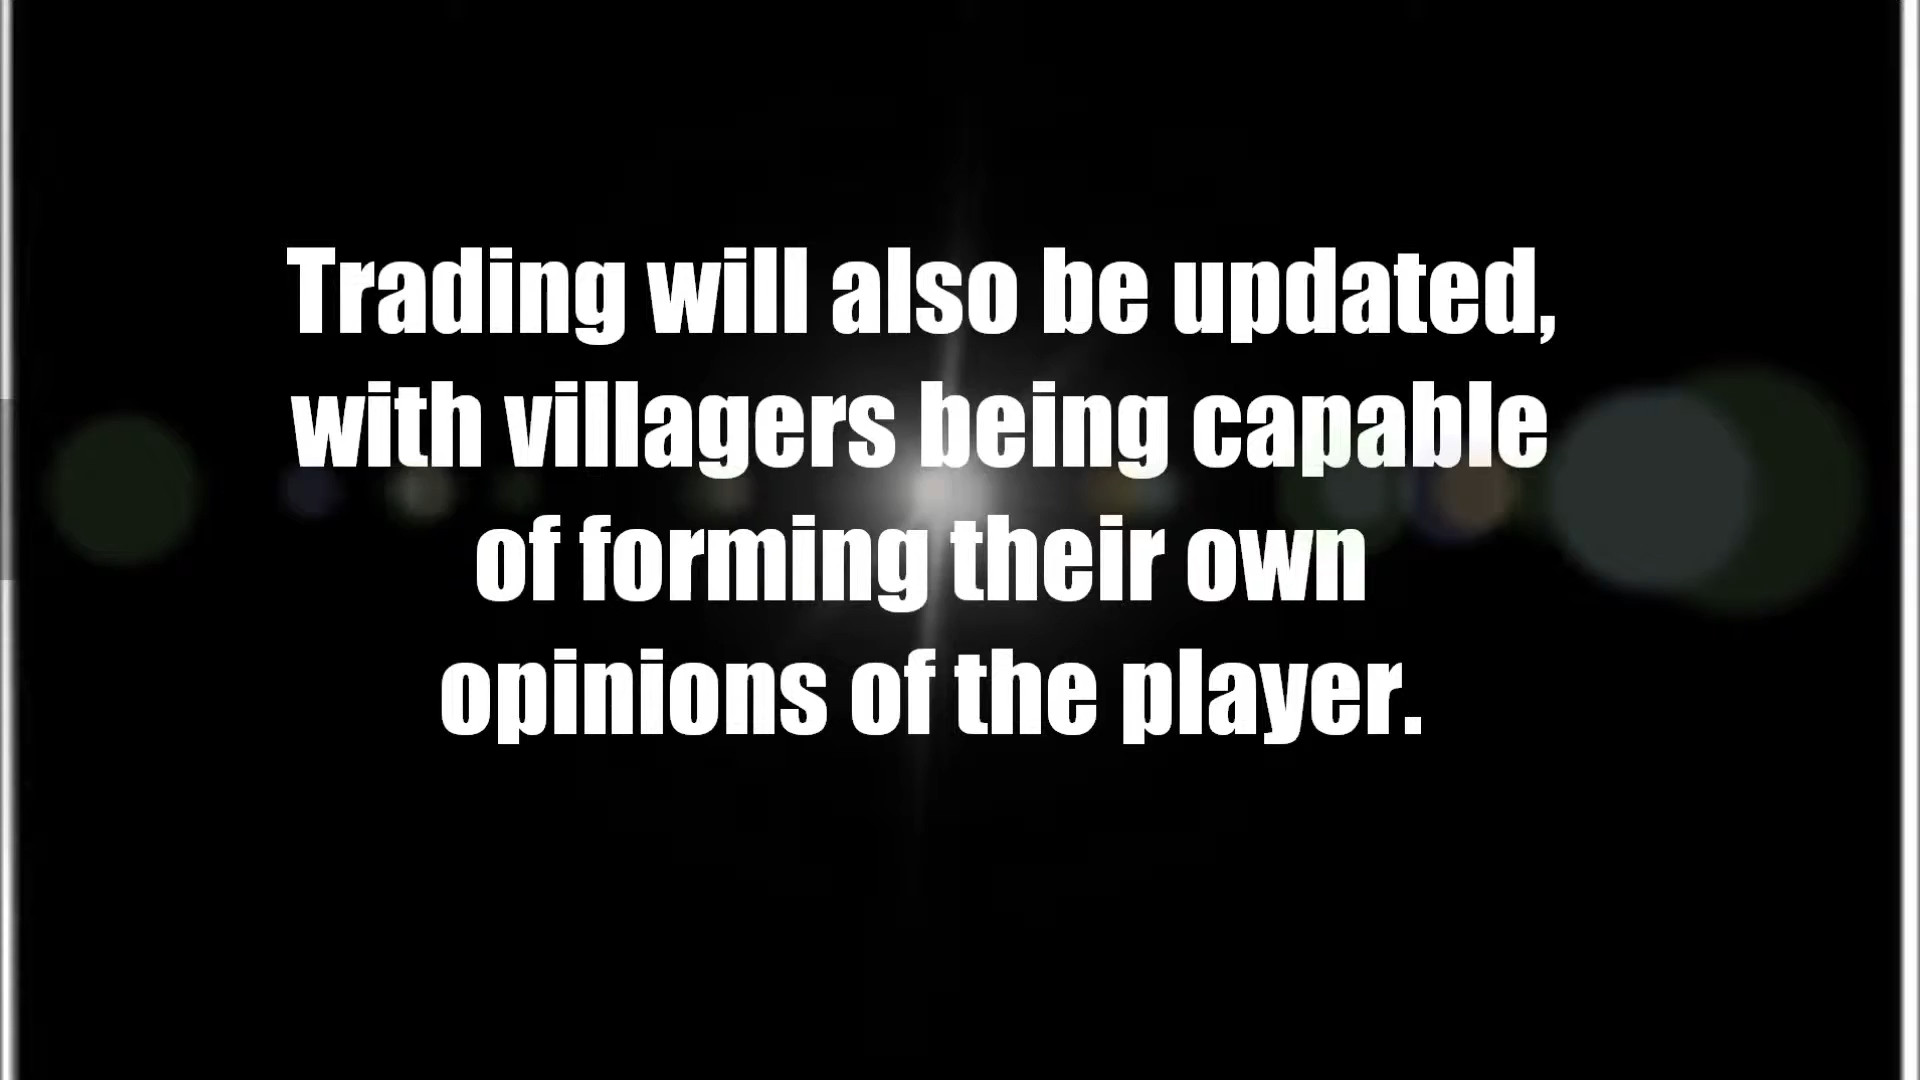 Trading will also be updated,
with villagers being capable
of forming their own
opinions of the player.